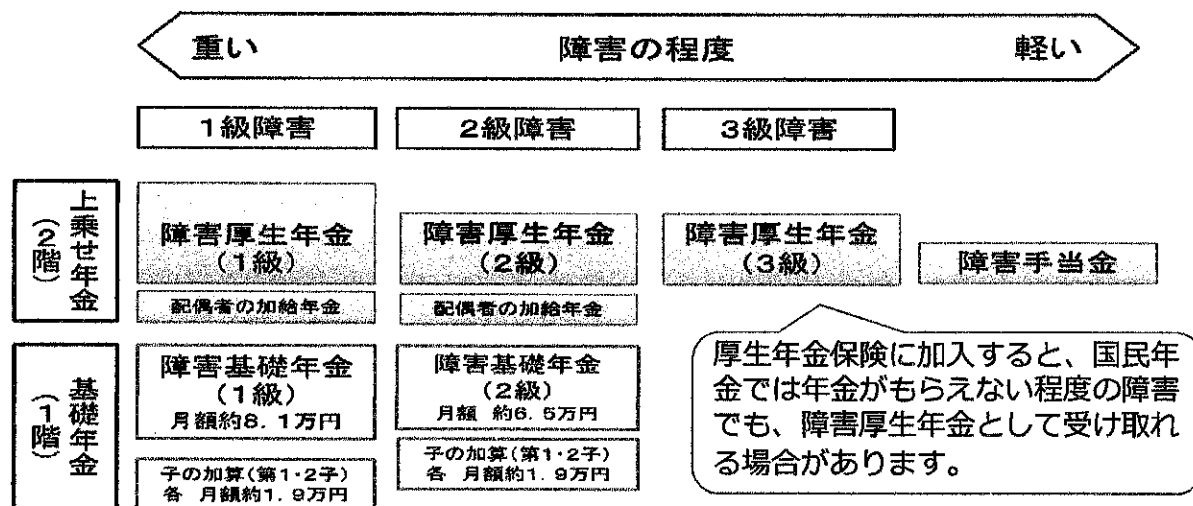 重い 障害の程度 軽い
1級障害 2級障害 3級障害
上乗せ年金
(2階)
障害厚生年金
(1級)
障害厚生年金
(2級)
障害厚生年金
(3級)
障害手当金
配偶者の加給年金
配偶者の加給年金
基礎年金
(1階)
障害基礎年金
(1級)
月額約8.1万円
障害基礎年金
(2級)
月額 約6.5万円
子の加算(第1・2子)
各 月額約1.9万円
子の加算(第1・2子)
各 月額約1.9万円
厚生年金保険に加入すると、国民年
金では年金がもらえない程度の障害
でも、障害厚生年金として受け取れ
る場合があります。